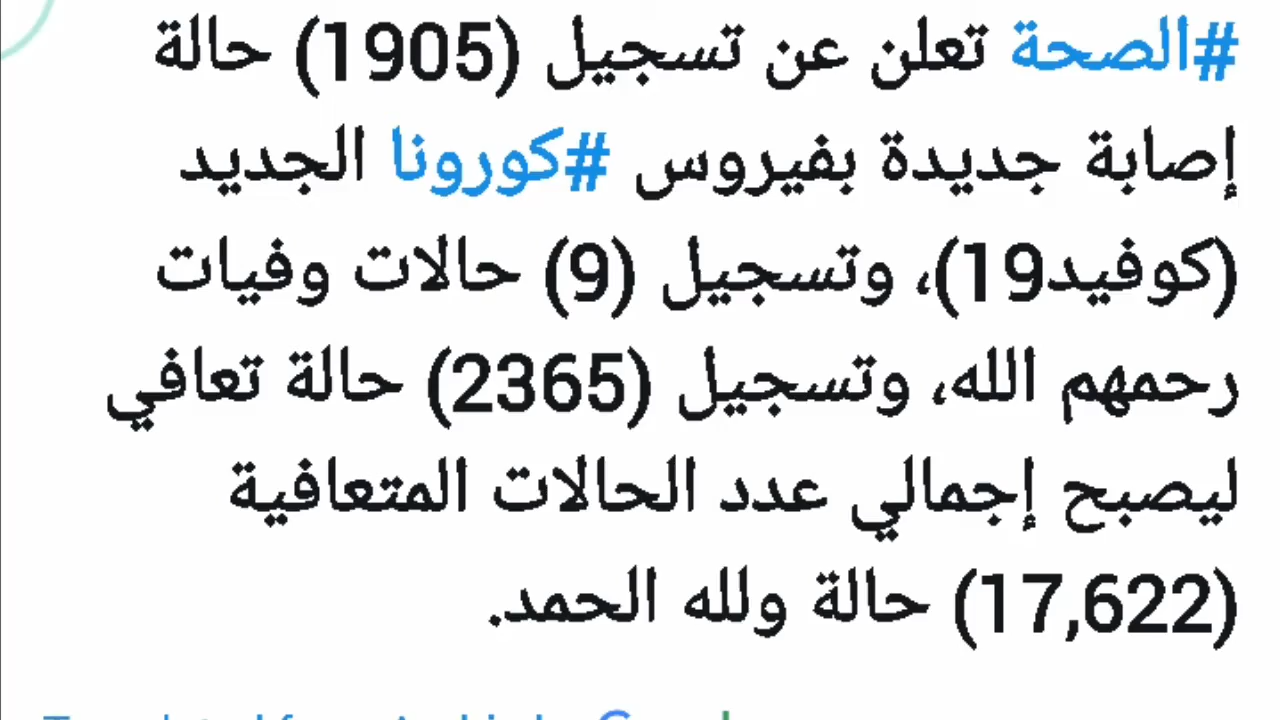 #الصحة تعلن عن تسجيل (1905) حالة
إصابة جديدة بفيروس #كورونا الجديد
(كوفيد19)، وتسجيل (9) حالات وفيات
رحمهم الله، وتسجيل (2365) حالة تعافي
ليصبح إجمالي عدد الحالات المتعافية
(17,622) حالة ولله الحمد.